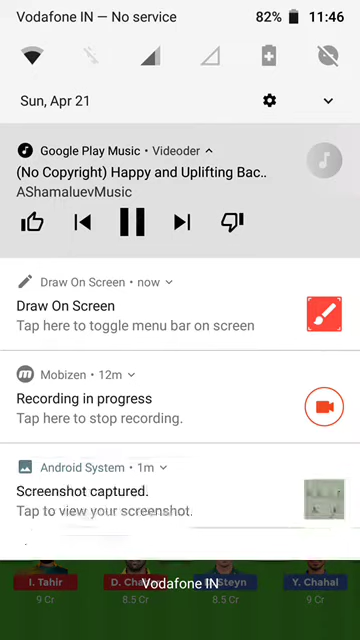 Vodafone IN — No service 82% 11:46
Sun, Apr 21
Google Play Music • Videoder
(No Copyright) Happy and Uplifting Bac..
AShamaluevMusic
Draw On Screen • now
Draw On Screen
Tap here to toggle menu bar on screen
Mobizen • 12m
Recording in progress
Tap here to stop recording.
Android System • 1m
Screenshot captured.
Tap to view your screenshot.
Vodafone IN
I. Tahir Steyn Y. Chahal
9 Cr 8.5 Cr 8.5 Cr 9 Cr